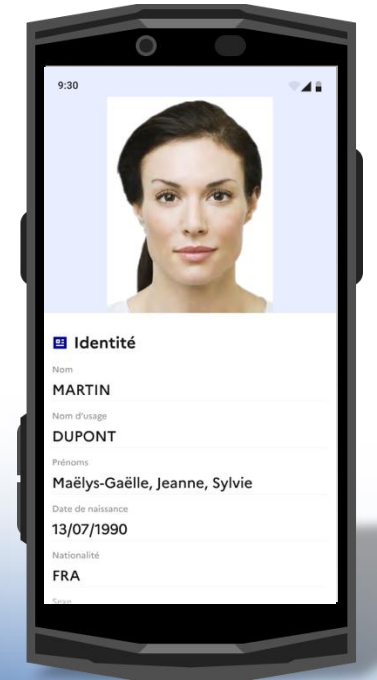 9:30
Identité
Nom
MARTIN
Nom d'usage
DUPONT
Prénoms
Maëlys-Gaëlle, Jeanne, Sylvie
Date de naissance
13/07/1990
Nationalité
FRA
Sexe